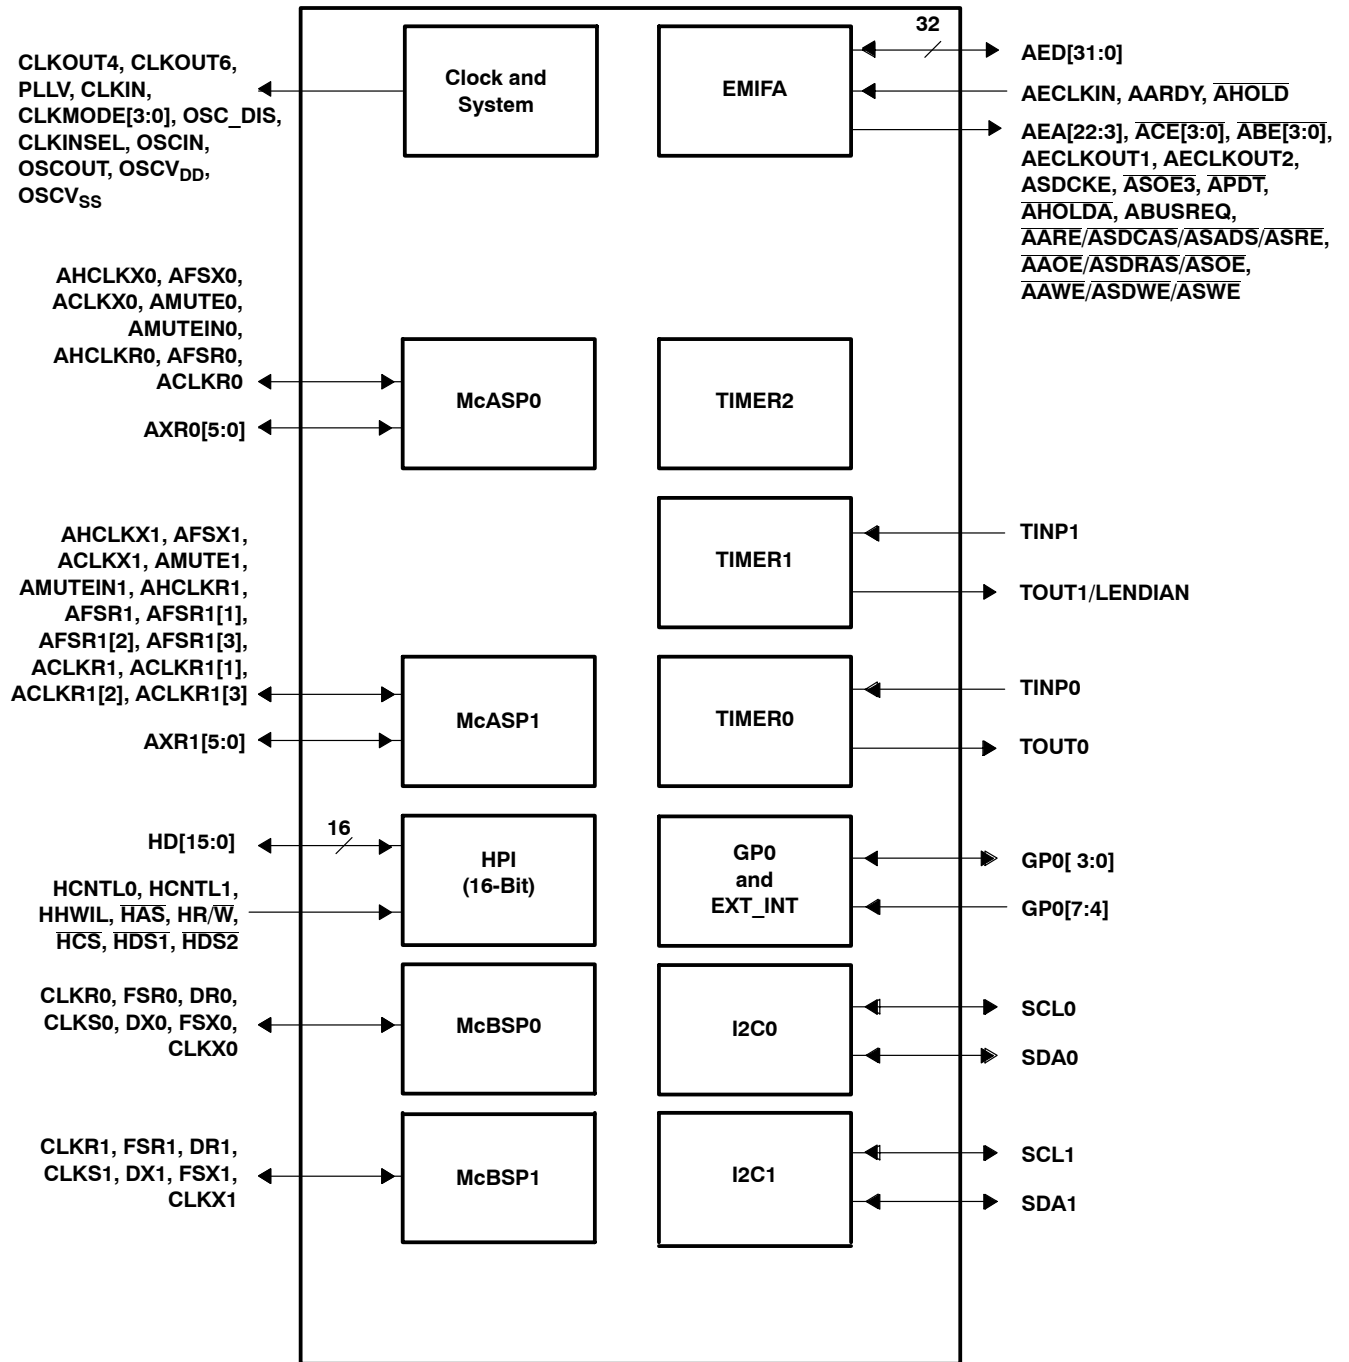 CLKOUT4, CLKOUT6,
PLLV, CLKIN,
CLKMODE[3:0], OSC_DIS,
CLKINSEL, OSCIN,
OSCOUT, OSCVDD,
OSCVSS
Clock and
System
EMIFA
32
AED[31:0]
AECLKIN, AARDY, AHOLD
AEA[22:3], ACE[3:0], ABE[3:0],
AECLKOUT1, AECLKOUT2,
ASDCKE, ASOE3, APDT,
AHOLDA, ABUSREQ,
AARE/ASDCAS/ASADS/ASRE,
AAOE/ASDRAS/ASOE,
AAWE/ASDWE/ASWE
AHCLKX0, AFSX0,
ACLKX0, AMUTE0,
AMUTEIN0,
AHCLKR0, AFSR0,
ACLKR0
AXR0[5:0]
McASP0
TIMER2
TIMER1
TINP1
TOUT1/LENDIAN
AHCLKX1, AFSX1,
ACLKX1, AMUTE1,
AMUTEIN1, AHCLKR1,
AFSR1, AFSR1[1],
AFSR1[2], AFSR1[3],
ACLKR1, ACLKR1[1],
ACLKR1[2], ACLKR1[3]
AXR1[5:0]
McASP1
TIMER0
TINP0
TOUT0
HD[15:0]
16
HCNTL0, HCNTL1,
HHWIL, HAS, HR/W,
HCS, HDS1, HDS2
HPI
(16-Bit)
GP0
and
EXT_INT
GP0[ 3:0]
GP0[7:4]
CLKR0, FSR0, DR0,
CLKS0, DX0, FSX0,
CLKX0
McBSP0
I2C0
SCL0
SDA0
CLKR1, FSR1, DR1,
CLKS1, DX1, FSX1,
CLKX1
McBSP1
I2C1
SCL1
SDA1